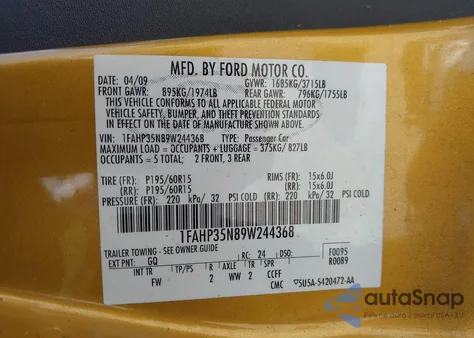 MFD. BY FORD MOTOR CO.
04/09 GVWR: 1685KG/3715LB
FRONT GAWR: 895KG/1974LB REAR GAWR: 796KG/1755LB
THIS VEHICLE CONFORMS TO ALL APPLICABLE FEDERAL MOTOR
VEHICLE SAFETY, BUMPER, AND THEFT PREVENTION STANDARDS
IN EFFECT ON THE DATE OF MANUFACTURE SHOWN ABOVE.
VIN: 1FAHP35N89W244368 TYPE: Passenger Car
MAXIMUM LOAD = OCCUPANTS + LUGGAGE = 375KG/ 827LB
OCCUPANTS = 5 TOTAL: 2 FRONT, 3 REAR
TIRE (FR): P195/60R15 RIMS (FR): 15x6.0J
(RR): P195/60R15 (RR): 15x6.0J
PRESSURE (FR): 220 kPa/ 32 PSI COLD (RR): 220 kPa/ 32 PSI COLD
1FAHP35N89W244368
TRAILER TOWING - SEE OWNER GUIDE
EXT PNT: GQ RC: 24 DSO: F0095
R0089
INT TR TP/PS R AXLE TR SPR
FW 2 WW 2 CCFF
CMC 5U5A-5420472-AA
autoSnap